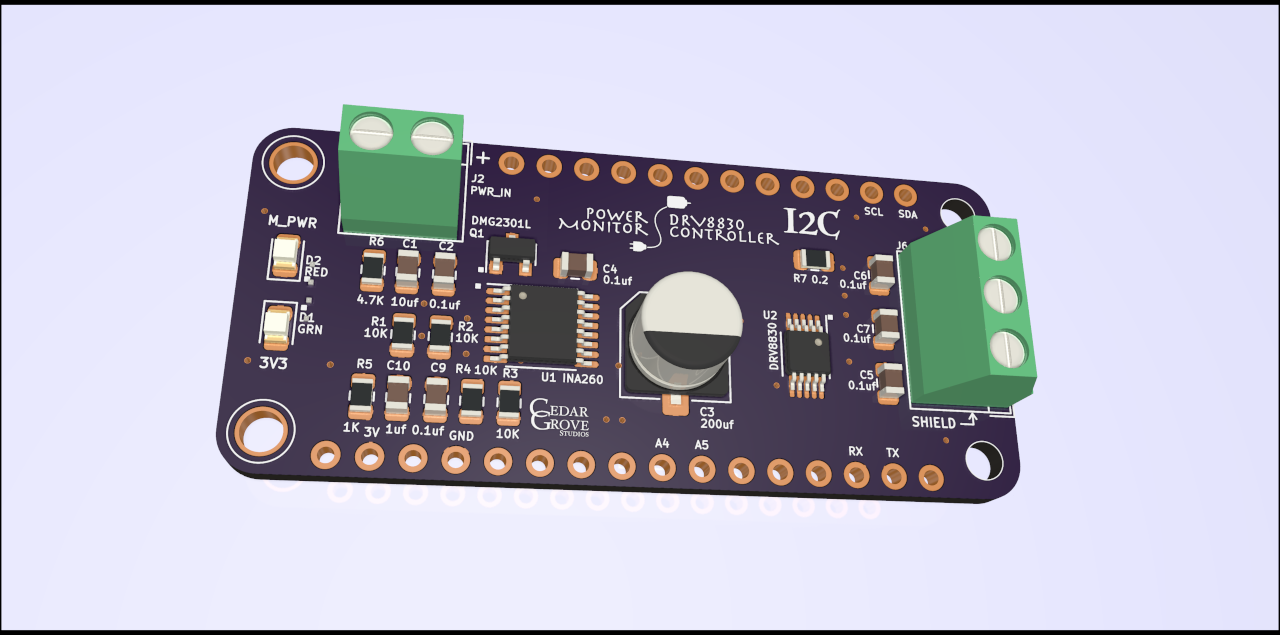 +
J2
PWR_IN
M_PWR
SCL
SDA
POWER
MONITOR
DRV8830
CONTROLLER
I2C
DMG2301L
Q1
R6
C1
C2
4.7K
10uf
0.1uf
D2
RED
C4
0.1uf
R7 0.2
J6
C6
0.1uf
D1
GRN
R1
10K
R2
10K
U2
DRV8830
C7
0.1uf
3V3
R5
C10
C9
R4
10K
R3
U1 INA260
C5
0.1uf
1K
3V
1uf
0.1uf
GND
10K
CEDAR
GROVE
STUDIOS
C3
200uf
SHIELD
A4
A5
RX
TX